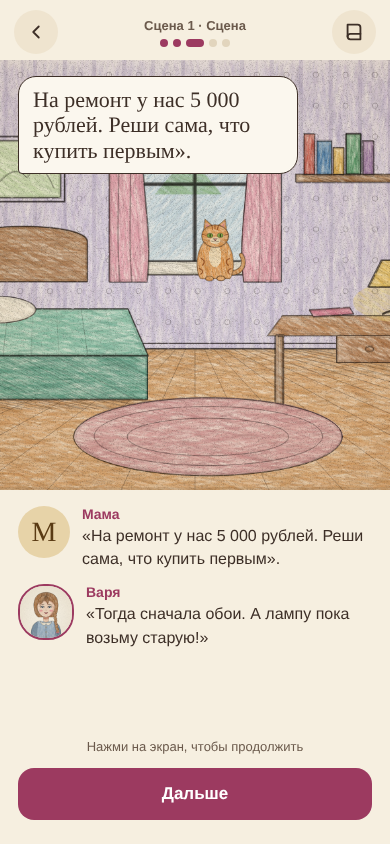 Сцена 1 · Сцена
На ремонт у нас 5 000
рублей. Реши сама, что
купить первым».
М
Мама
«На ремонт у нас 5 000 рублей. Реши
сама, что купить первым».
Варя
«Тогда сначала обои. А лампу пока
возьму старую!»
Нажми на экран, чтобы продолжить
Дальше